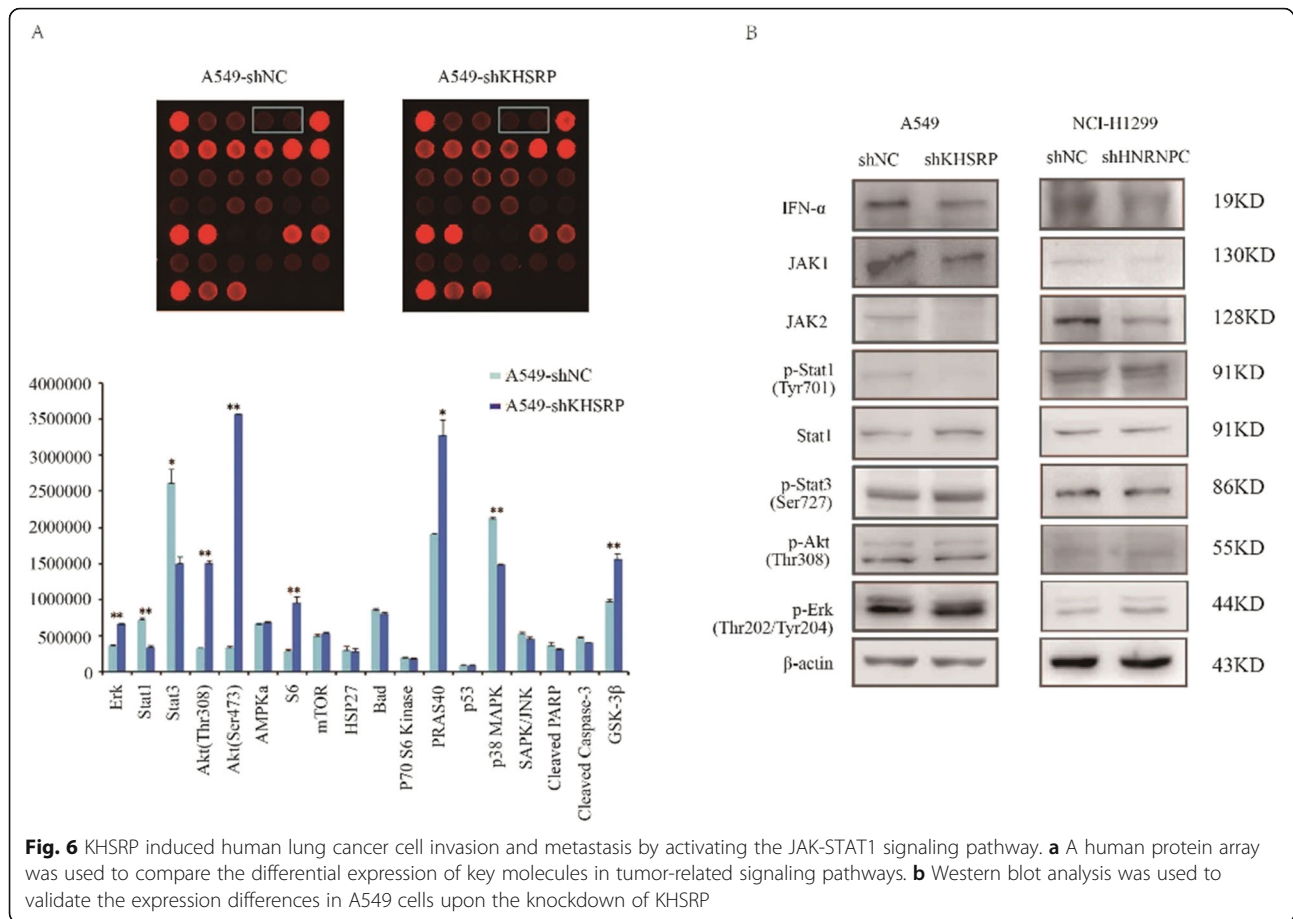 A
A549-shNC
A549-shKHSRP
4000000
3500000
3000000
2500000
2000000
1500000
1000000
500000
0
A549-shNC
A549-shKHSRP
**
**
*
**
**
**
*
**
**
Erk
Stat1
Stat3
Akt(Thr308)
Akt(Ser473)
AMPKa
S6
mTOR
HSP27
Bad
P70 S6 Kinase
PRAS40
p53
p38 MAPK
SAPK/JNK
Cleaved PARP
Cleaved Caspase-3
GSK-3β
B
A549
NCI-H1299
shNC
shKHSRP
shNC
shHNRNPC
IFN-α
19KD
JAK1
130KD
JAK2
128KD
p-Stat1
(Tyr701)
91KD
Stat1
91KD
p-Stat3
(Ser727)
86KD
p-Akt
(Thr308)
55KD
p-Erk
(Thr202/Tyr204)
44KD
β-actin
43KD
Fig. 6 KHSRP induced human lung cancer cell invasion and metastasis by activating the JAK-STAT1 signaling pathway. a A human protein array
was used to compare the differential expression of key molecules in tumor-related signaling pathways. b Western blot analysis was used to
validate the expression differences in A549 cells upon the knockdown of KHSRP